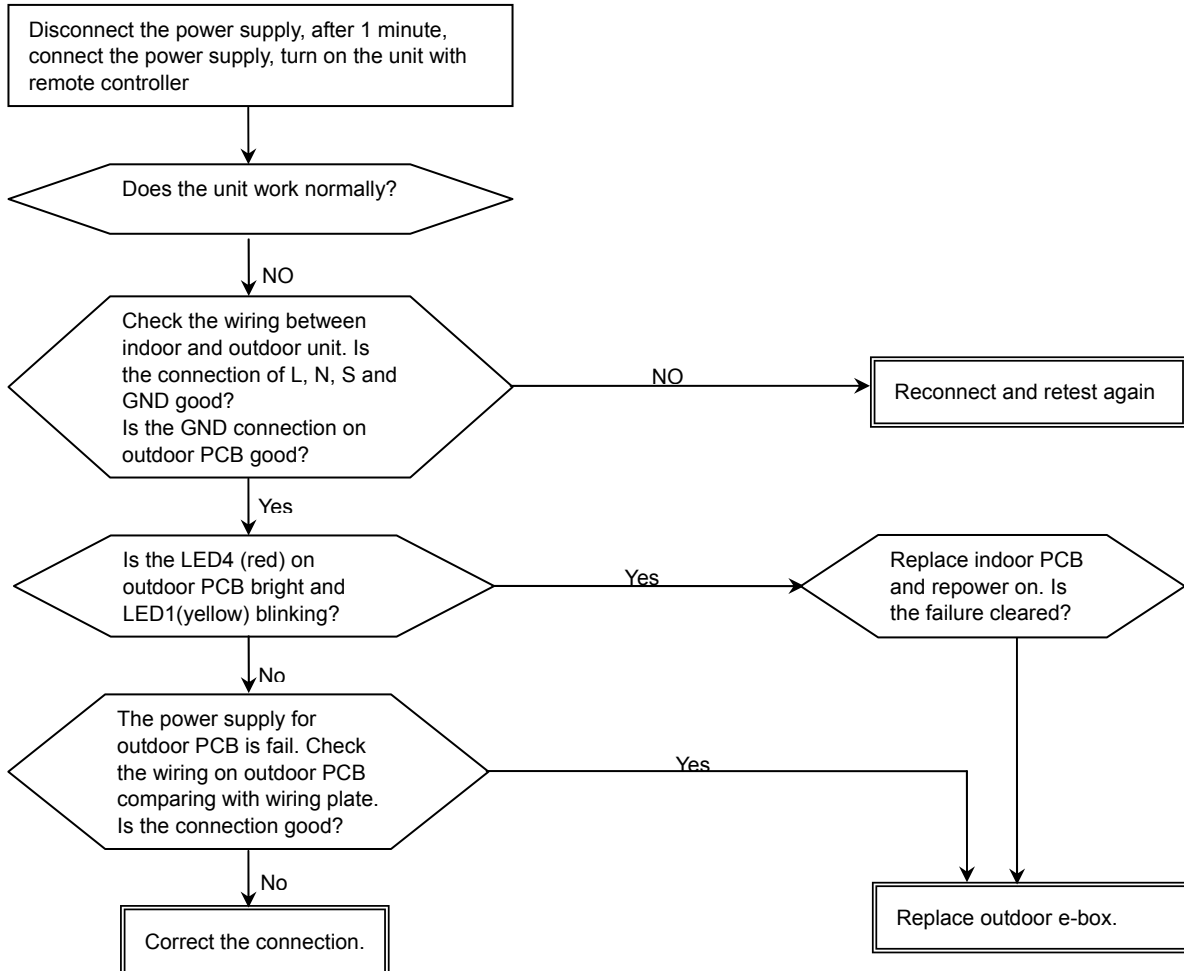 Disconnect the power supply, after 1 minute,
connect the power supply, turn on the unit with
remote controller
Does the unit work normally?
NO
Check the wiring between
indoor and outdoor unit. Is
the connection of L, N, S and
GND good?
Is the GND connection on
outdoor PCB good?
NO
Reconnect and retest again
Yes
Is the LED4 (red) on
outdoor PCB bright and
LED1(yellow) blinking?
Yes
Replace indoor PCB
and repower on. Is
the failure cleared?
No
The power supply for
outdoor PCB is fail. Check
the wiring on outdoor PCB
comparing with wiring plate.
Is the connection good?
Yes
No
Correct the connection.
Replace outdoor e-box.